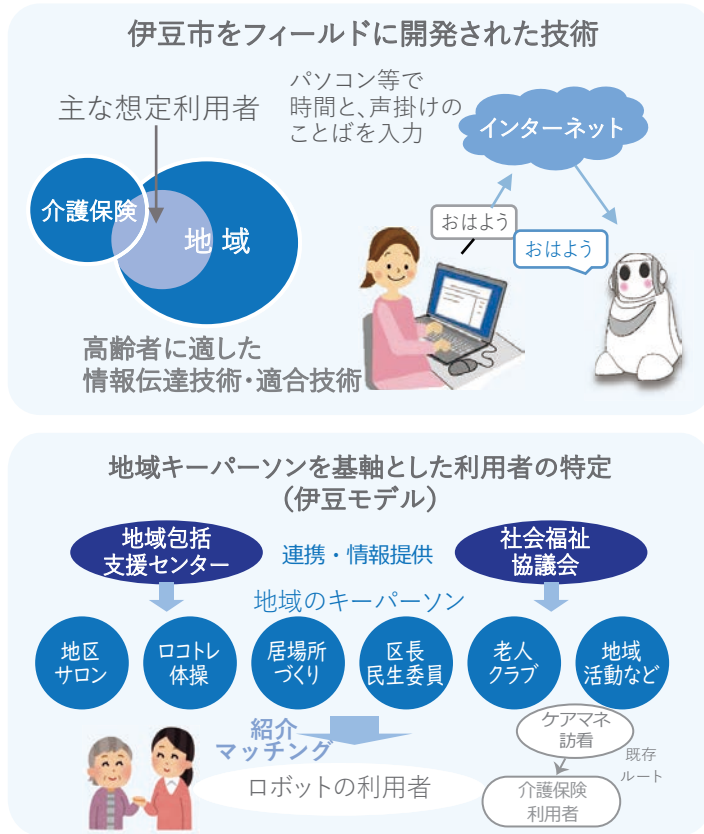 伊豆市をフィールドに開発された技術
主な想定利用者
パソコン等で
時間と、声掛けの
ことばを入力
インターネット
介護保険
地域
おはよう
おはよう
高齢者に適した
情報伝達技術・適合技術
地域キーパーソンを基軸とした利用者の特定
（伊豆モデル）
地域包括
支援センター
連携・情報提供
社会福祉
協議会
地域のキーパーソン
地区
サロン
ロコトレ
体操
居場所
づくり
区長
民生委員
老人
クラブ
地域
活動など
紹介
マッチング
ロボットの利用者
ケアマネ
訪看
既存
ルート
介護保険
利用者